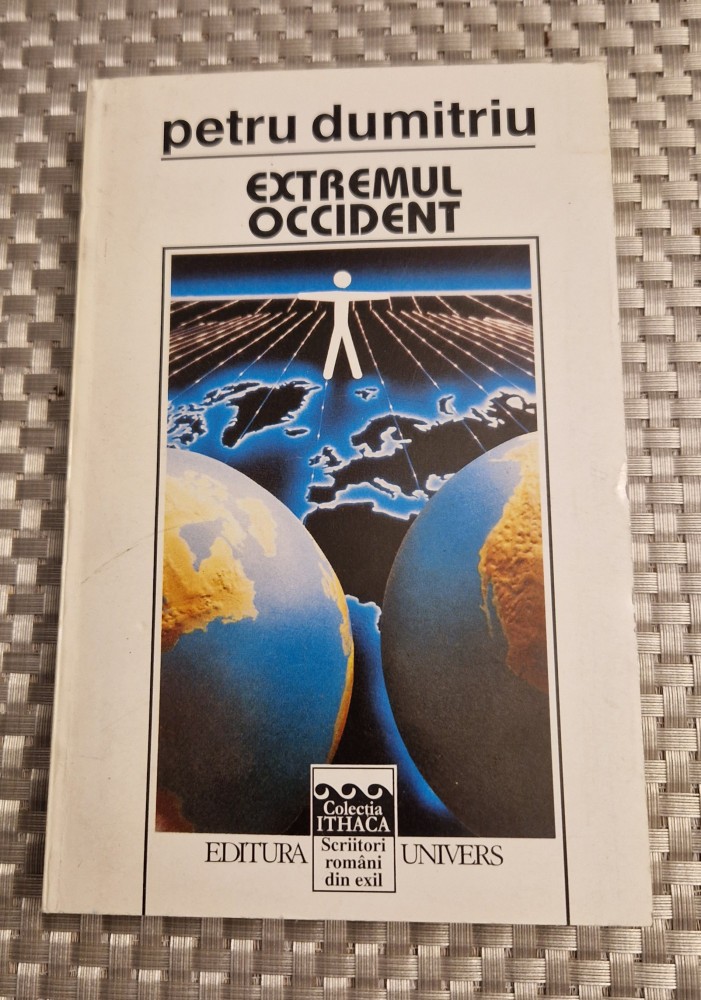 petru dumitriu
EXTREMUL
OCCIDENT
Colecția
ITHACA
EDITURA
Scriitori
români
din exil
UNIVERS